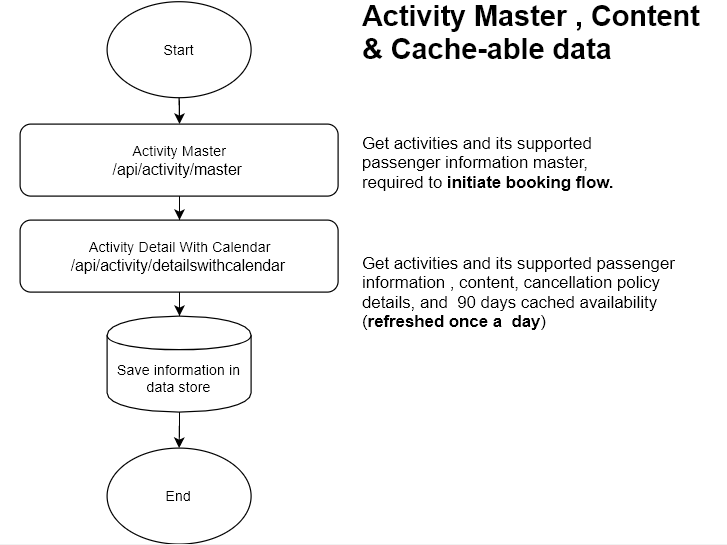 Activity Master , Content
& Cache-able data
Start
Activity Master
/api/activity/master
Get activities and its supported
passenger information master,
required to initiate booking flow.
Activity Detail With Calendar
/api/activity/detailswithcalendar
Get activities and its supported passenger
information , content, cancellation policy
details, and  90 days cached availability
(refreshed once a  day)
Save information in
data store
End